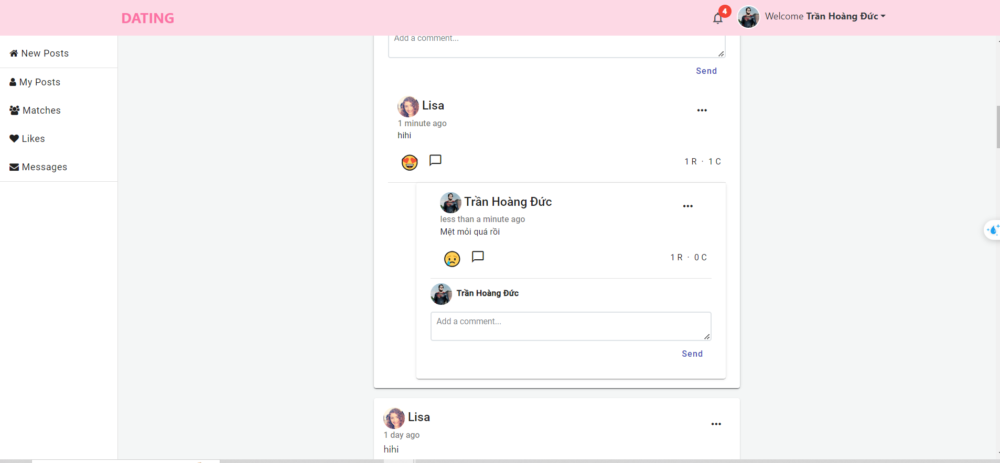 DATING
4
Welcome Trần Hoàng Đức
New Posts
My Posts
Matches
Likes
Messages
Add a comment...
Send
Lisa
1 minute ago
hihi
1 R · 1 C
Trần Hoàng Đức
less than a minute ago
Mệt mỏi quá rồi
1 R · 0 C
Trần Hoàng Đức
Add a comment...
Send
Lisa
1 day ago
hihi